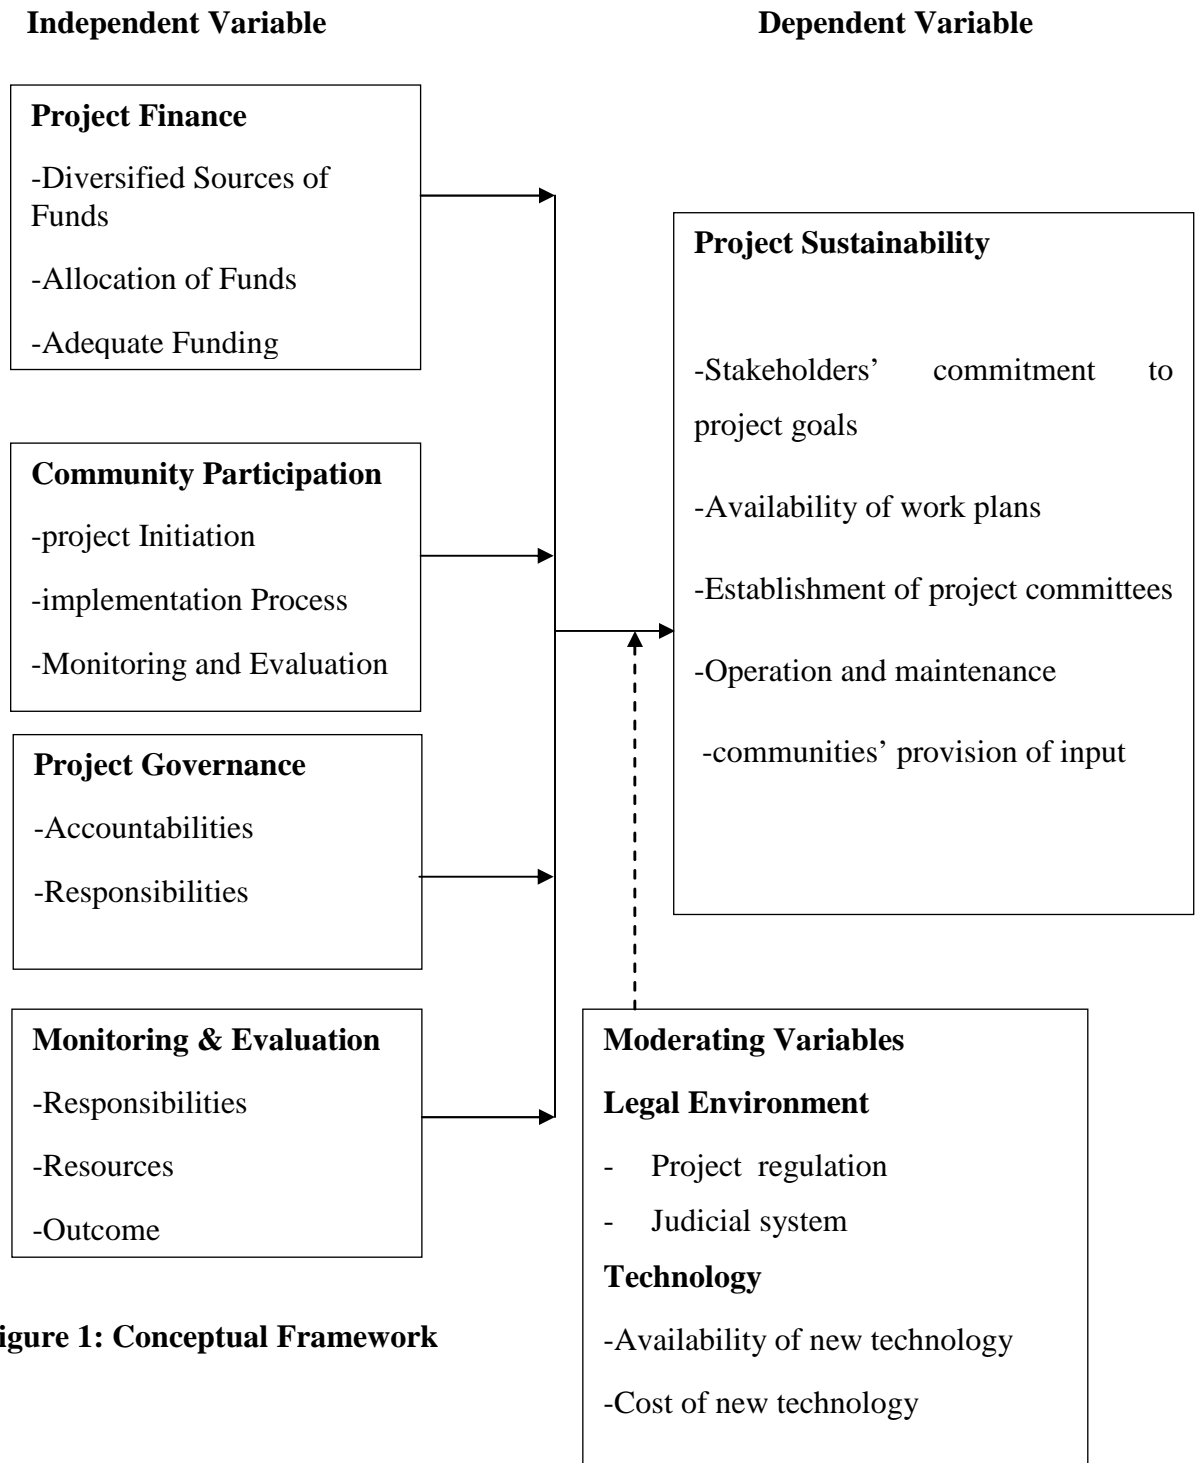 Independent Variable
Dependent Variable
Project Finance
-Diversified Sources of
Funds
-Allocation of Funds
-Adequate Funding
Community Participation
-project Initiation
-implementation Process
-Monitoring and Evaluation
Project Governance
-Accountabilities
-Responsibilities
Monitoring & Evaluation
-Responsibilities
-Resources
-Outcome
Project Sustainability
-Stakeholders’ commitment to
project goals
-Availability of work plans
-Establishment of project committees
-Operation and maintenance
-communities’ provision of input
Moderating Variables
Legal Environment
- Project regulation
- Judicial system
Technology
-Availability of new technology
-Cost of new technology
igure 1: Conceptual Framework